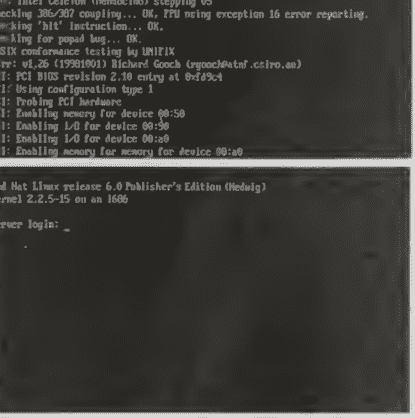 : Intel Celeron (Mendocino) stepping 05
ecking 386/387 coupling... OK, FPU using exception 16 error reporting.
cking 'hlt' instruction... OK.
king for popad bug... OK.
SIX conformance testing by UNIFIX
rr: v1.26 (19981001) Richard Gooch (rgooch@atnf.csiro.au)
I: PCI BIOS revision 2.10 entry at 0xfd9c4
I: Using configuration type 1
I: Probing PCI hardware
I: Enabling memory for device 00:50
I: Enabling I/O for device 00:90
I: Enabling I/O for device 00:a0
I: Enabling memory for memory for device 00:a0
d Hat Linux release 6.0 Publisher's Edition (Hedwig)
rnel 2.2.5-15 on an i686
erver login: _